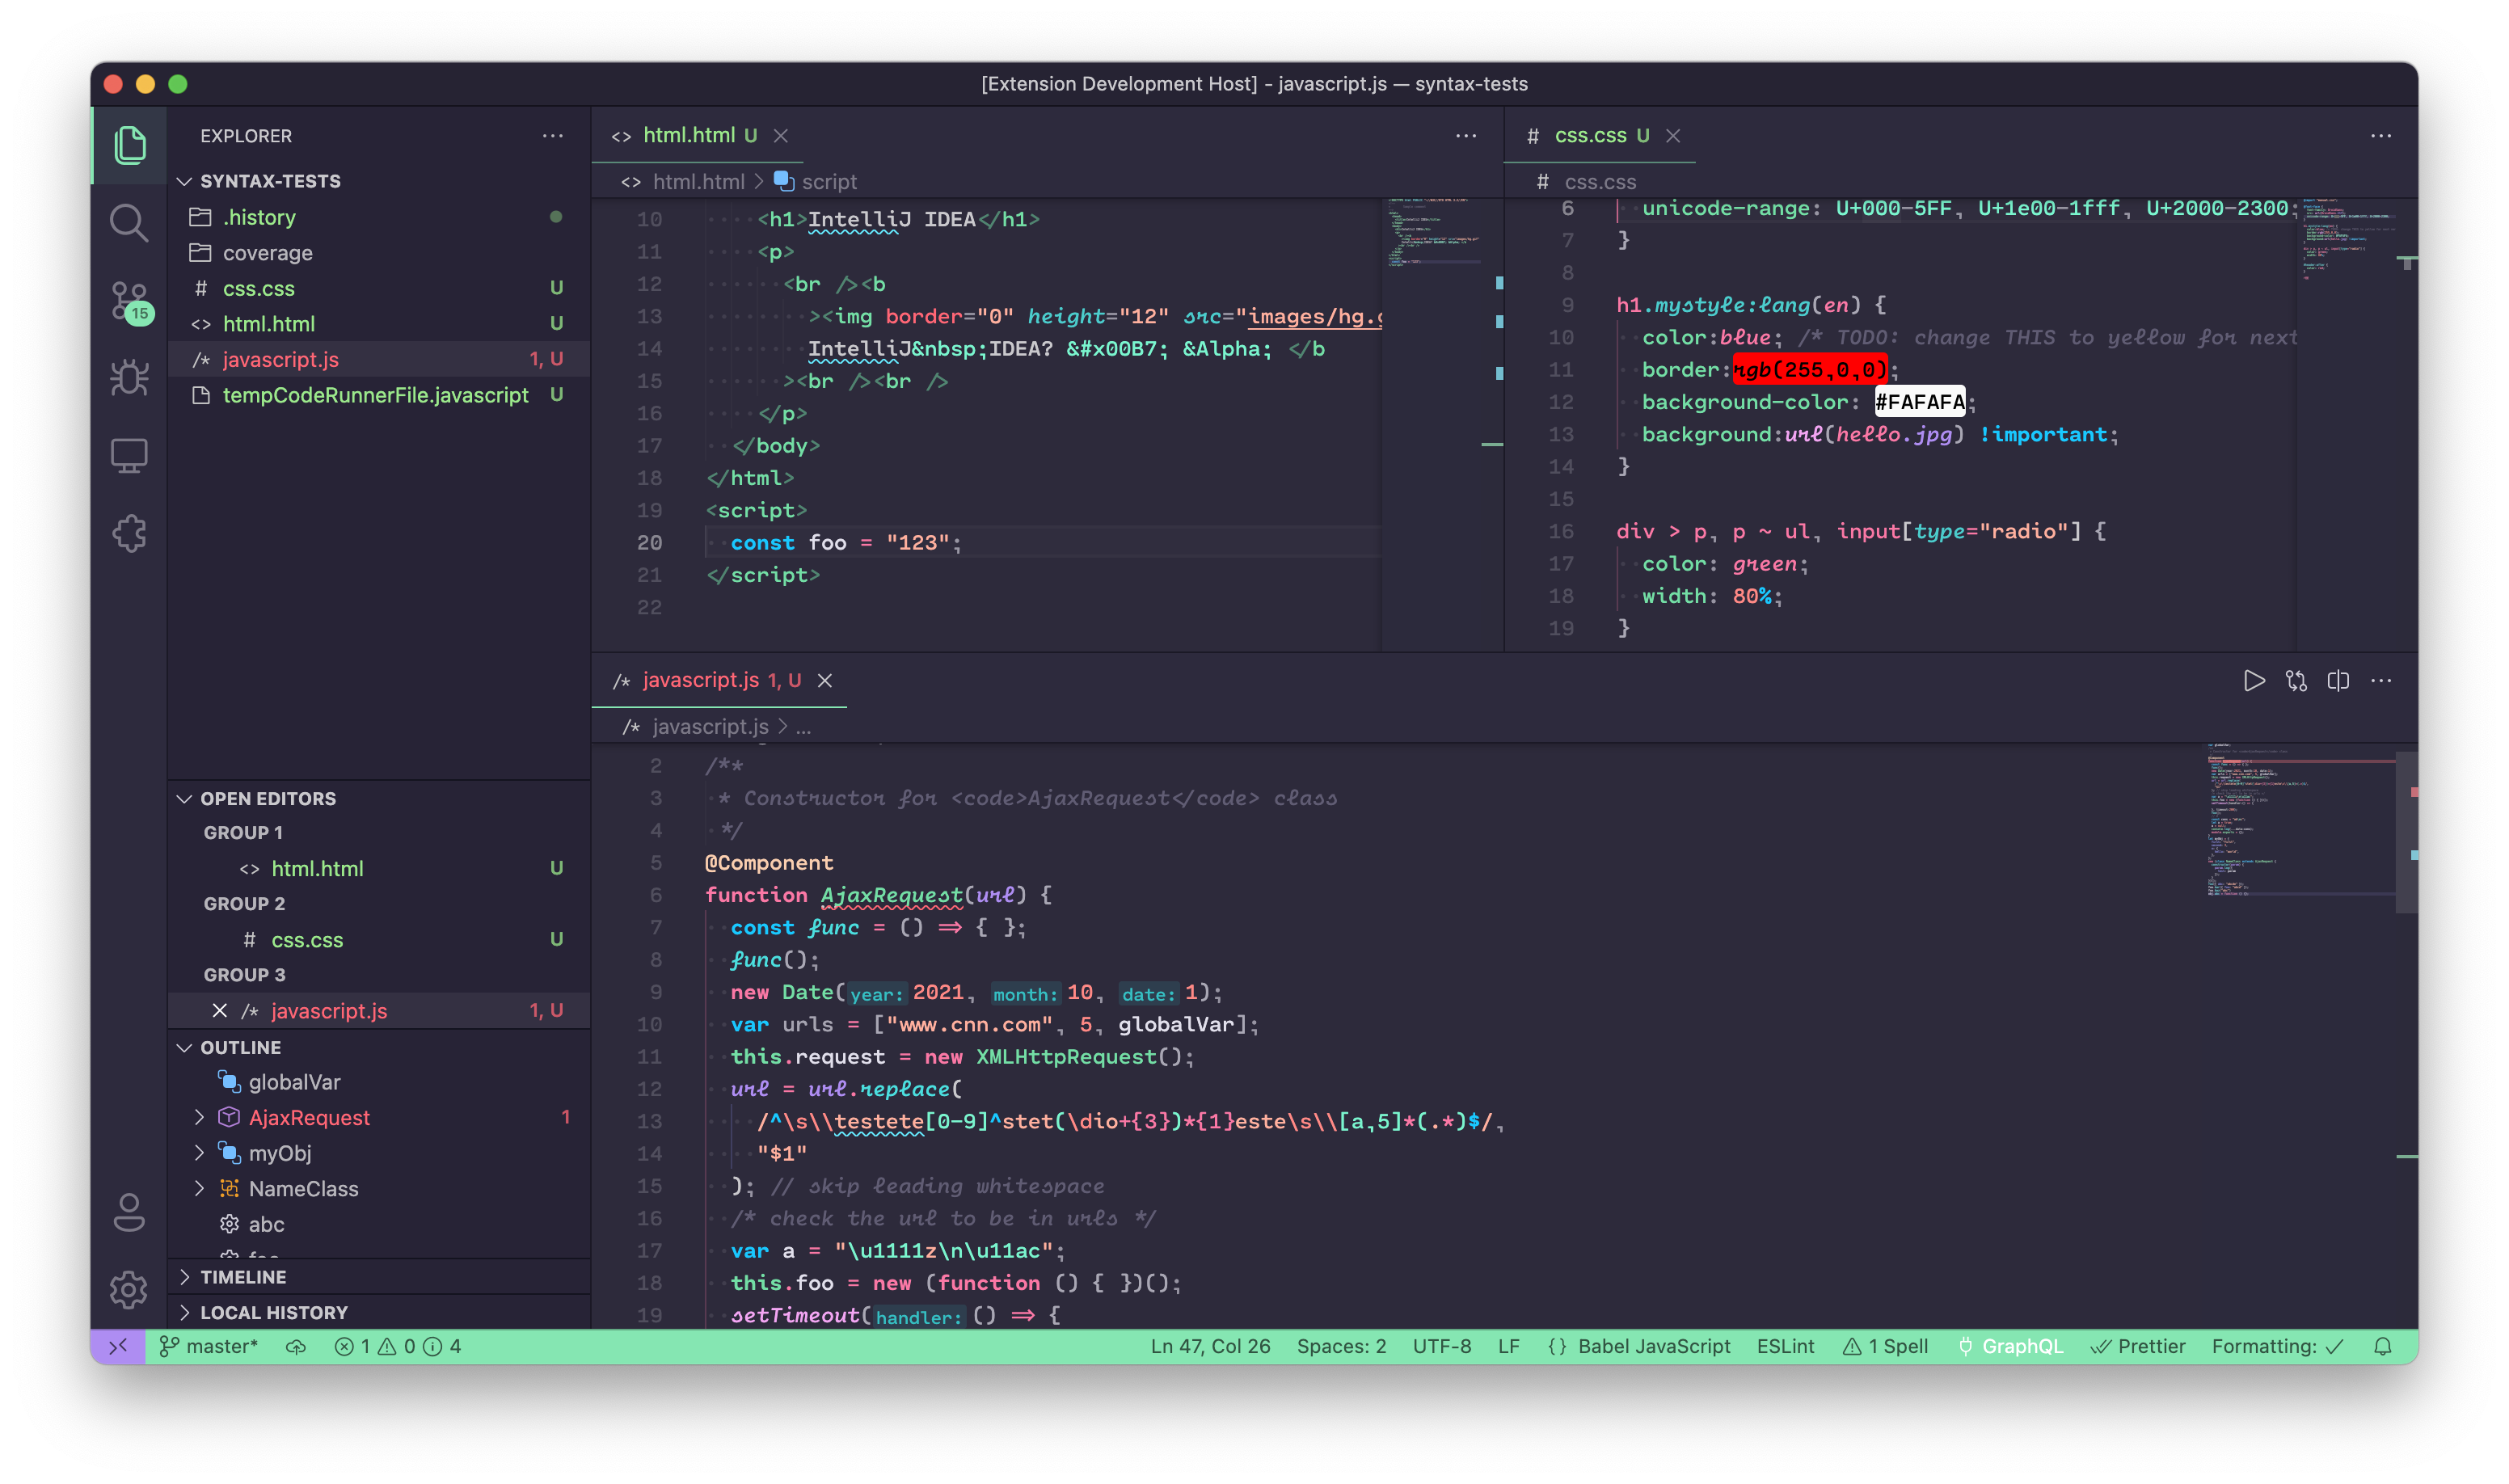 [Extension Development Host] - javascript.js — syntax-tests
EXPLORER
SYNTAX-TESTS
.history
coverage
# css.css U
<> html.html U
/* javascript.js 1, U
tempCodeRunnerFile.javascript U
OPEN EDITORS
GROUP 1
<> html.html U
GROUP 2
# css.css U
GROUP 3
/* javascript.js 1, U
OUTLINE
globalVar
AjaxRequest 1
myObj
NameClass
abc
TIMELINE
LOCAL HISTORY
15
<> html.html U
<> html.html > script
10 <h1>IntelliJ IDEA</h1>
11 <p>
12 <br /><b
13 ><img border="0" height="12" src="images/hg.
14 IntelliJ&nbsp;IDEA? &#x00B7; &Alpha; </b
15 ><br /><br />
16 </p>
17 </body>
18 </html>
19 <script>
20 const foo = "123";
21 </script>
22
# css.css U
# css.css
6 unicode-range: U+000-5FF, U+1e00-1fff, U+2000-2300;
7 }
8
9 h1.mystyle:lang(en) {
10 color:blue; /* TODO: change THIS to yellow for next
11 border:rgb(255,0,0);
12 background-color: #FAFAFA;
13 background:url(hello.jpg) !important;
14 }
15
16 div > p, p ~ ul, input[type="radio"] {
17 color: green;
18 width: 80%;
19 }
/* javascript.js 1, U
/* javascript.js > ...
2 /**
3 * Constructor for <code>AjaxRequest</code> class
4 */
5 @Component
6 function AjaxRequest(url) {
7 const func = () => { };
8 func();
9 new Date(year: 2021, month: 10, date: 1);
10 var urls = ["www.cnn.com", 5, globalVar];
11 this.request = new XMLHttpRequest();
12 url = url.replace(
13 /^\s\\testete[0-9]^stet(\dio+{3})*{1}este\s\\[a,5]*(.*)$/,
14 "$1"
15 ); // skip leading whitespace
16 /* check the url to be in urls */
17 var a = "\u1111z\n\u11ac";
18 this.foo = new (function () { })();
19 setTimeout(handler: () => {
master* 1 0 4 Ln 47, Col 26 Spaces: 2 UTF-8 LF {} Babel JavaScript ESLint 1 Spell GraphQL Prettier Formatting: